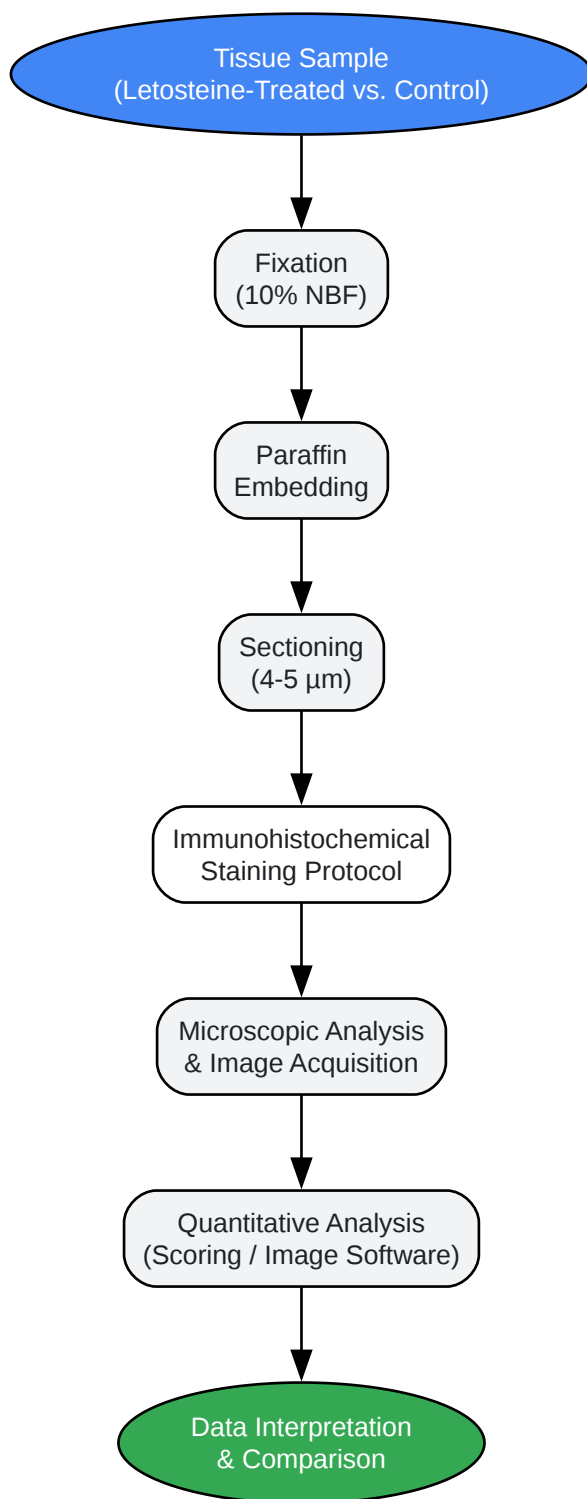 Tissue Sample
(Letosteine-Treated vs. Control)
Fixation
(10% NBF)
Paraffin
Embedding
Sectioning
(4-5 µm)
Immunohistochemical
Staining Protocol
Microscopic Analysis
& Image Acquisition
Quantitative Analysis
(Scoring / Image Software)
Data Interpretation
& Comparison